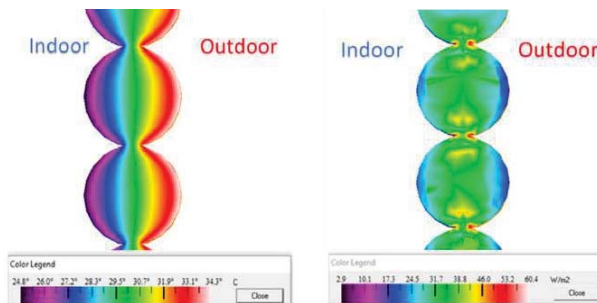 Indoor Outdoor
Indoor Outdoor
Color Legend
24.8° 26.0° 27.2° 28.3° 29.5° 30.7° 31.9° 33.1° 34.3° C
Close
Color Legend
2.9 10.1 17.3 24.5 31.7 38.8 46.0 53.2 60.4 W/m2
Close